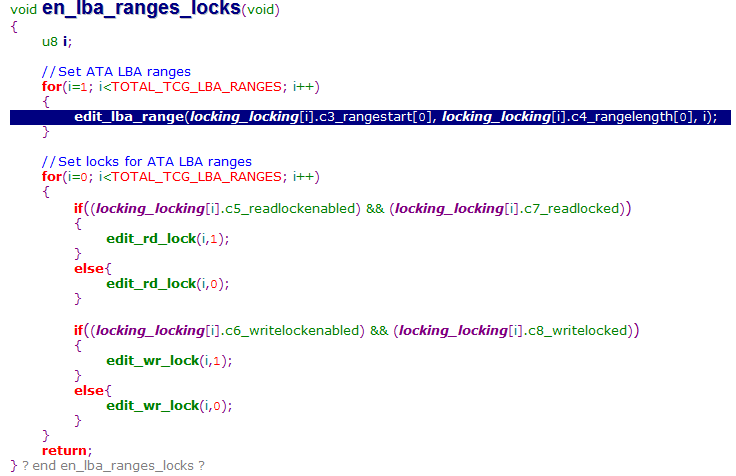 void en_lba_ranges_locks(void)
{
u8 i;
//Set ATA LBA ranges
for(i=1; i<TOTAL_TCG_LBA_RANGES; i++)
{
edit_lba_range(locking_locking[i].c3_rangestart[0], locking_locking[i].c4_rangelength[0], i);
}
//Set locks for ATA LBA ranges
for(i=0; i<TOTAL_TCG_LBA_RANGES; i++)
{
if((locking_locking[i].c5_readlockenabled) && (locking_locking[i].c7_readlocked))
{
edit_rd_lock(i,1);
}
else{
edit_rd_lock(i,0);
}
if((locking_locking[i].c6_writelockenabled) && (locking_locking[i].c8_writelocked))
{
edit_wr_lock(i,1);
}
else{
edit_wr_lock(i,0);
}
}
return;
} ? end en_lba_ranges_locks ?